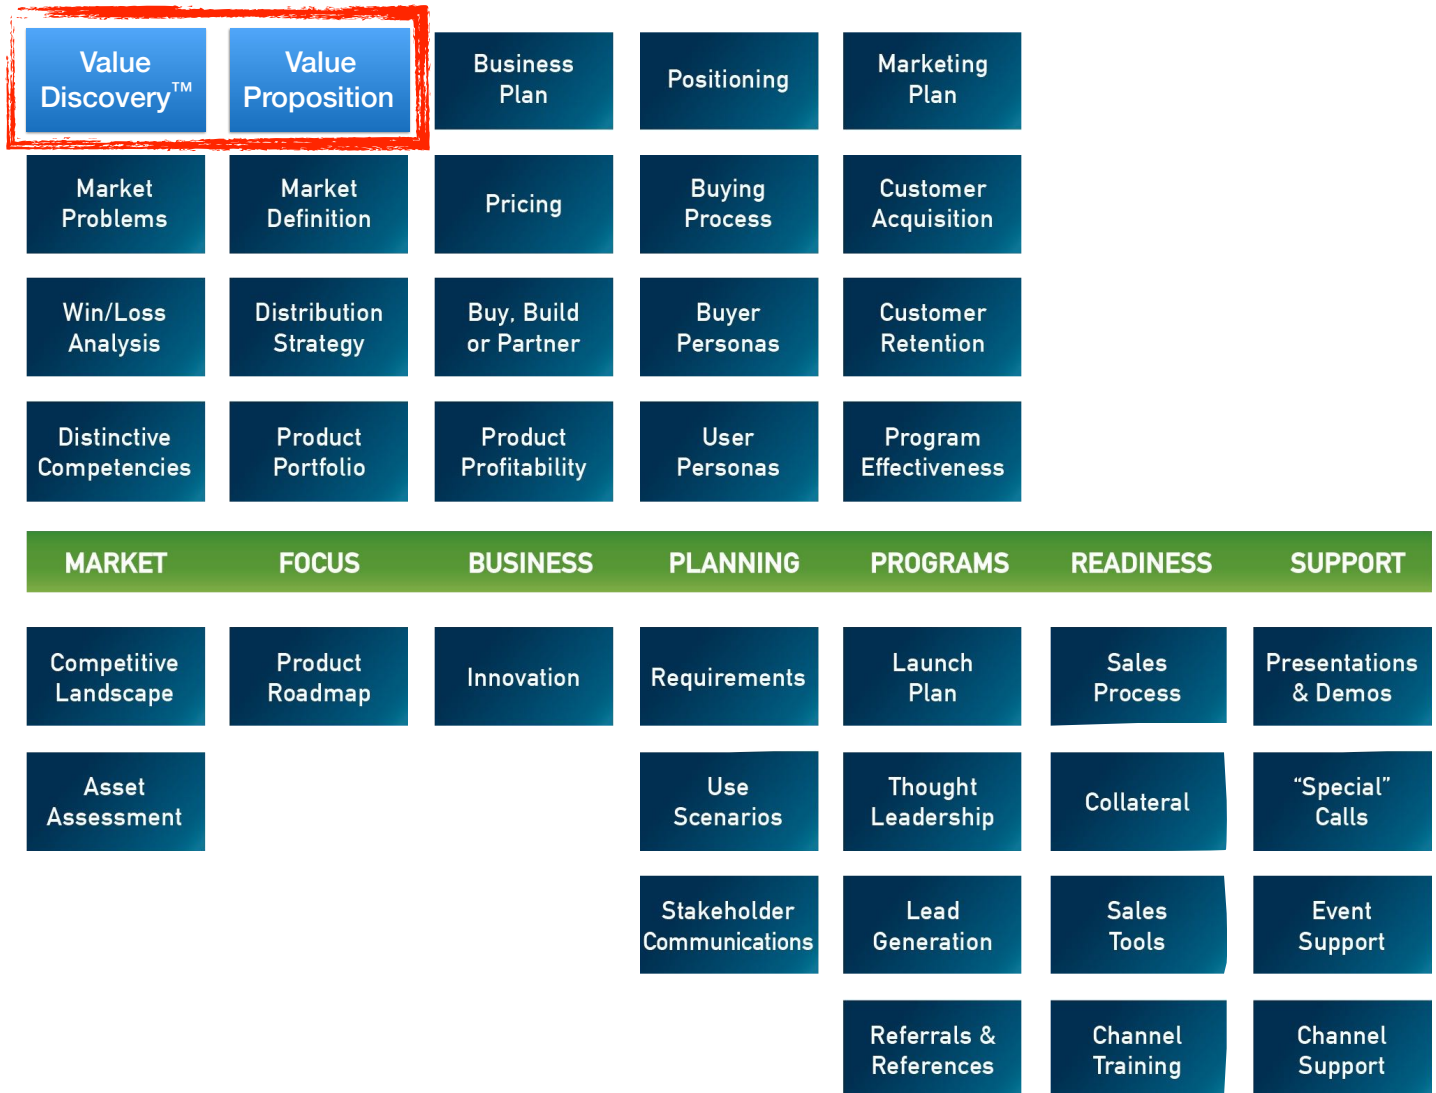 Value
Discovery™
Value
Proposition
Business
Plan
Positioning
Marketing
Plan
Market
Problems
Market
Definition
Pricing
Buying
Process
Customer
Acquisition
Win/Loss
Analysis
Distribution
Strategy
Buy, Build
or Partner
Buyer
Personas
Customer
Retention
Distinctive
Competencies
Product
Portfolio
Product
Profitability
User
Personas
Program
Effectiveness
MARKET
FOCUS
BUSINESS
PLANNING
PROGRAMS
READINESS
SUPPORT
Competitive
Landscape
Product
Roadmap
Innovation
Requirements
Launch
Plan
Sales
Process
Presentations
& Demos
Asset
Assessment
Use
Scenarios
Thought
Leadership
Collateral
“Special”
Calls
Stakeholder
Communications
Lead
Generation
Sales
Tools
Event
Support
Referrals &
References
Channel
Training
Channel
Support